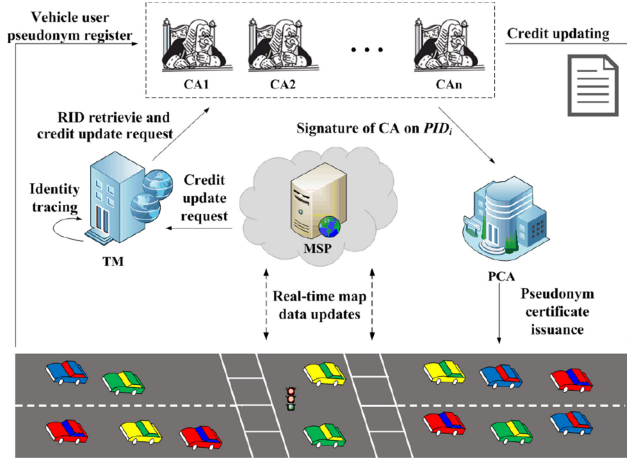 Vehicle user
pseudonym register
Credit updating
CA1
CA2
CAn
RID retrievie and
credit update request
Signature of CA on PIDi
Identity
tracing
Credit
update
request
TM
MSP
PCA
Real-time map
data updates
Pseudonym
certificate
issuance